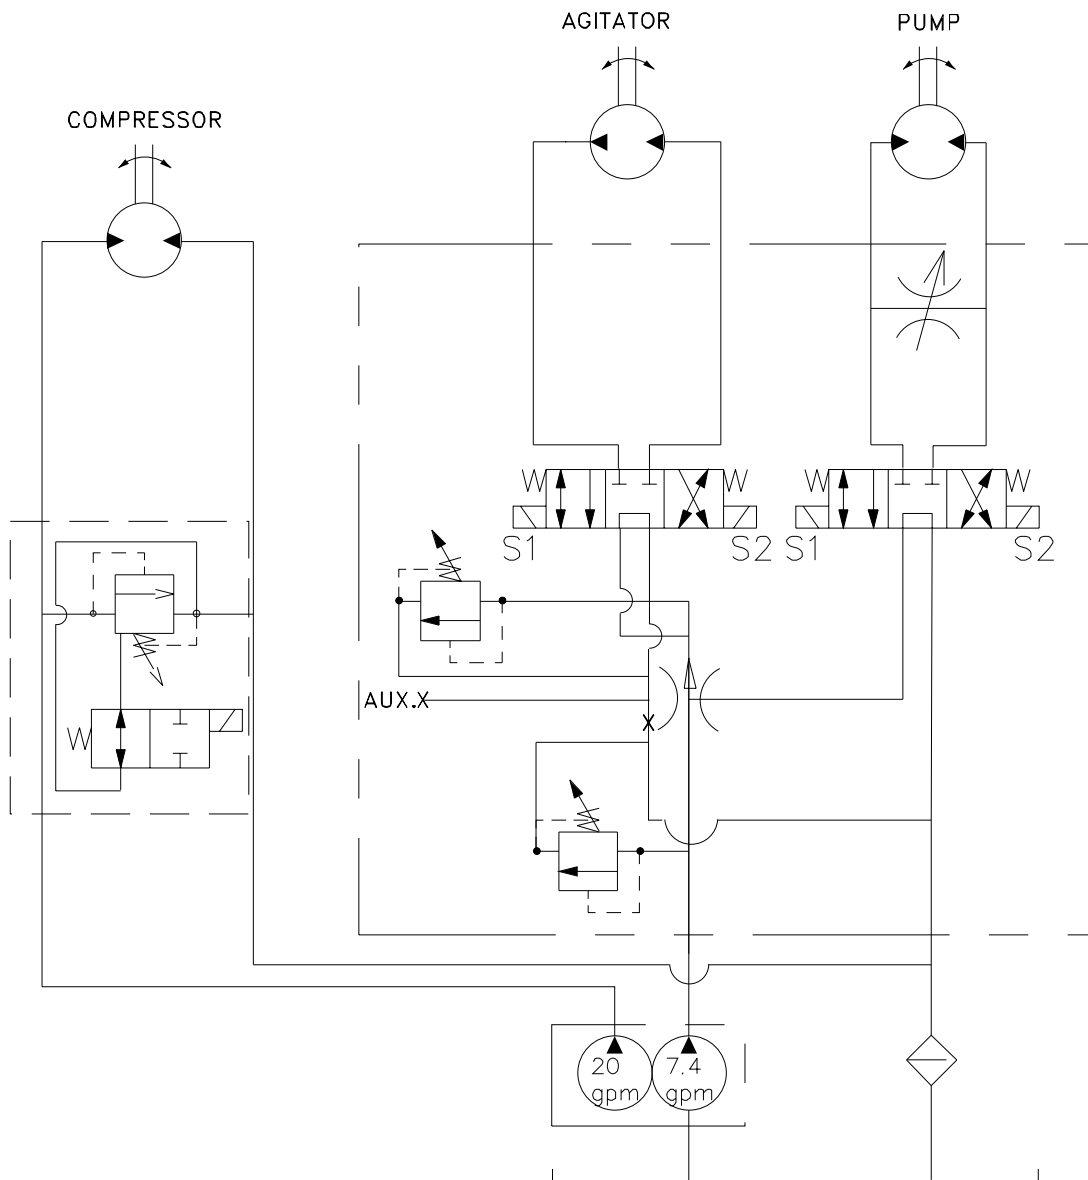 AGITATOR
PUMP
COMPRESSOR
S1
S2
S1
S2
AUX.X
X
20
gpm
7.4
gpm